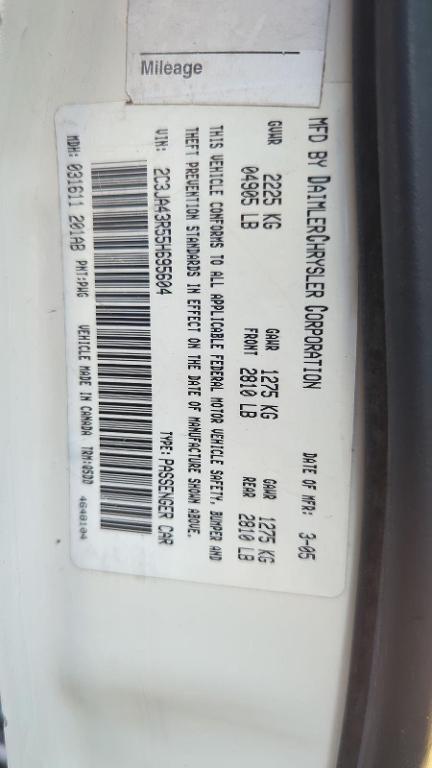 Mileage
MFD BY DAIMLERCHRYSLER CORPORATION DATE OF MFR: 3-05
GVWR 2225 KG GAWR 1275 KG GAWR 1275 KG
04905 LB FRONT 2810 LB REAR 2810 LB
THIS VEHICLE CONFORMS TO ALL APPLICABLE FEDERAL MOTOR VEHICLE SAFETY, BUMPER AND
THEFT PREVENTION STANDARDS IN EFFECT ON THE DATE OF MANUFACTURE SHOWN ABOVE.
VIN: 2C3JA43R55H695604 TYPE: PASSENGER CAR
MDH: 031611 201AB PNT:PWG VEHICLE MADE IN CANADA TRM:05DD 4648104